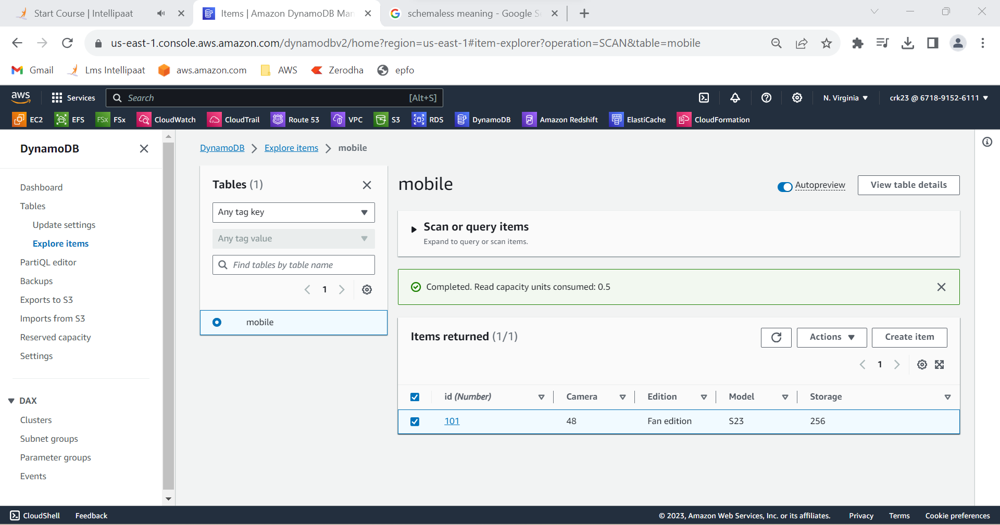 Start Course | Intellipaat
Items | Amazon DynamoDB Man
schemaless meaning - Google Se
us-east-1.console.aws.amazon.com/dynamodbv2/home?region=us-east-1#item-explorer?operation=SCAN&table=mobile
Gmail Lms Intellipaat aws.amazon.com AWS Zerodha epfo
aws Services Search [Alt+S] N. Virginia crk23 @ 6718-9152-6111
EC2 EFS FSx FSx CloudWatch CloudTrail Route 53 VPC S3 RDS DynamoDB Amazon Redshift ElastiCache CloudFormation
DynamoDB
Dashboard
Tables
Update settings
Explore items
PartiQL editor
Backups
Exports to S3
Imports from S3
Reserved capacity
Settings
DAX
Clusters
Subnet groups
Parameter groups
Events
DynamoDB Explore items mobile
Tables (1)
Any tag key
Any tag value
Find tables by table name
1
mobile
mobile
Autopreview
View table details
Scan or query items
Expand to query or scan items.
Completed. Read capacity units consumed: 0.5
Items returned (1/1)
Actions
Create item
1
id (Number) Camera Edition Model Storage
101 48 Fan edition S23 256
CloudShell Feedback © 2023, Amazon Web Services, Inc. or its affiliates. Privacy Terms Cookie preferences